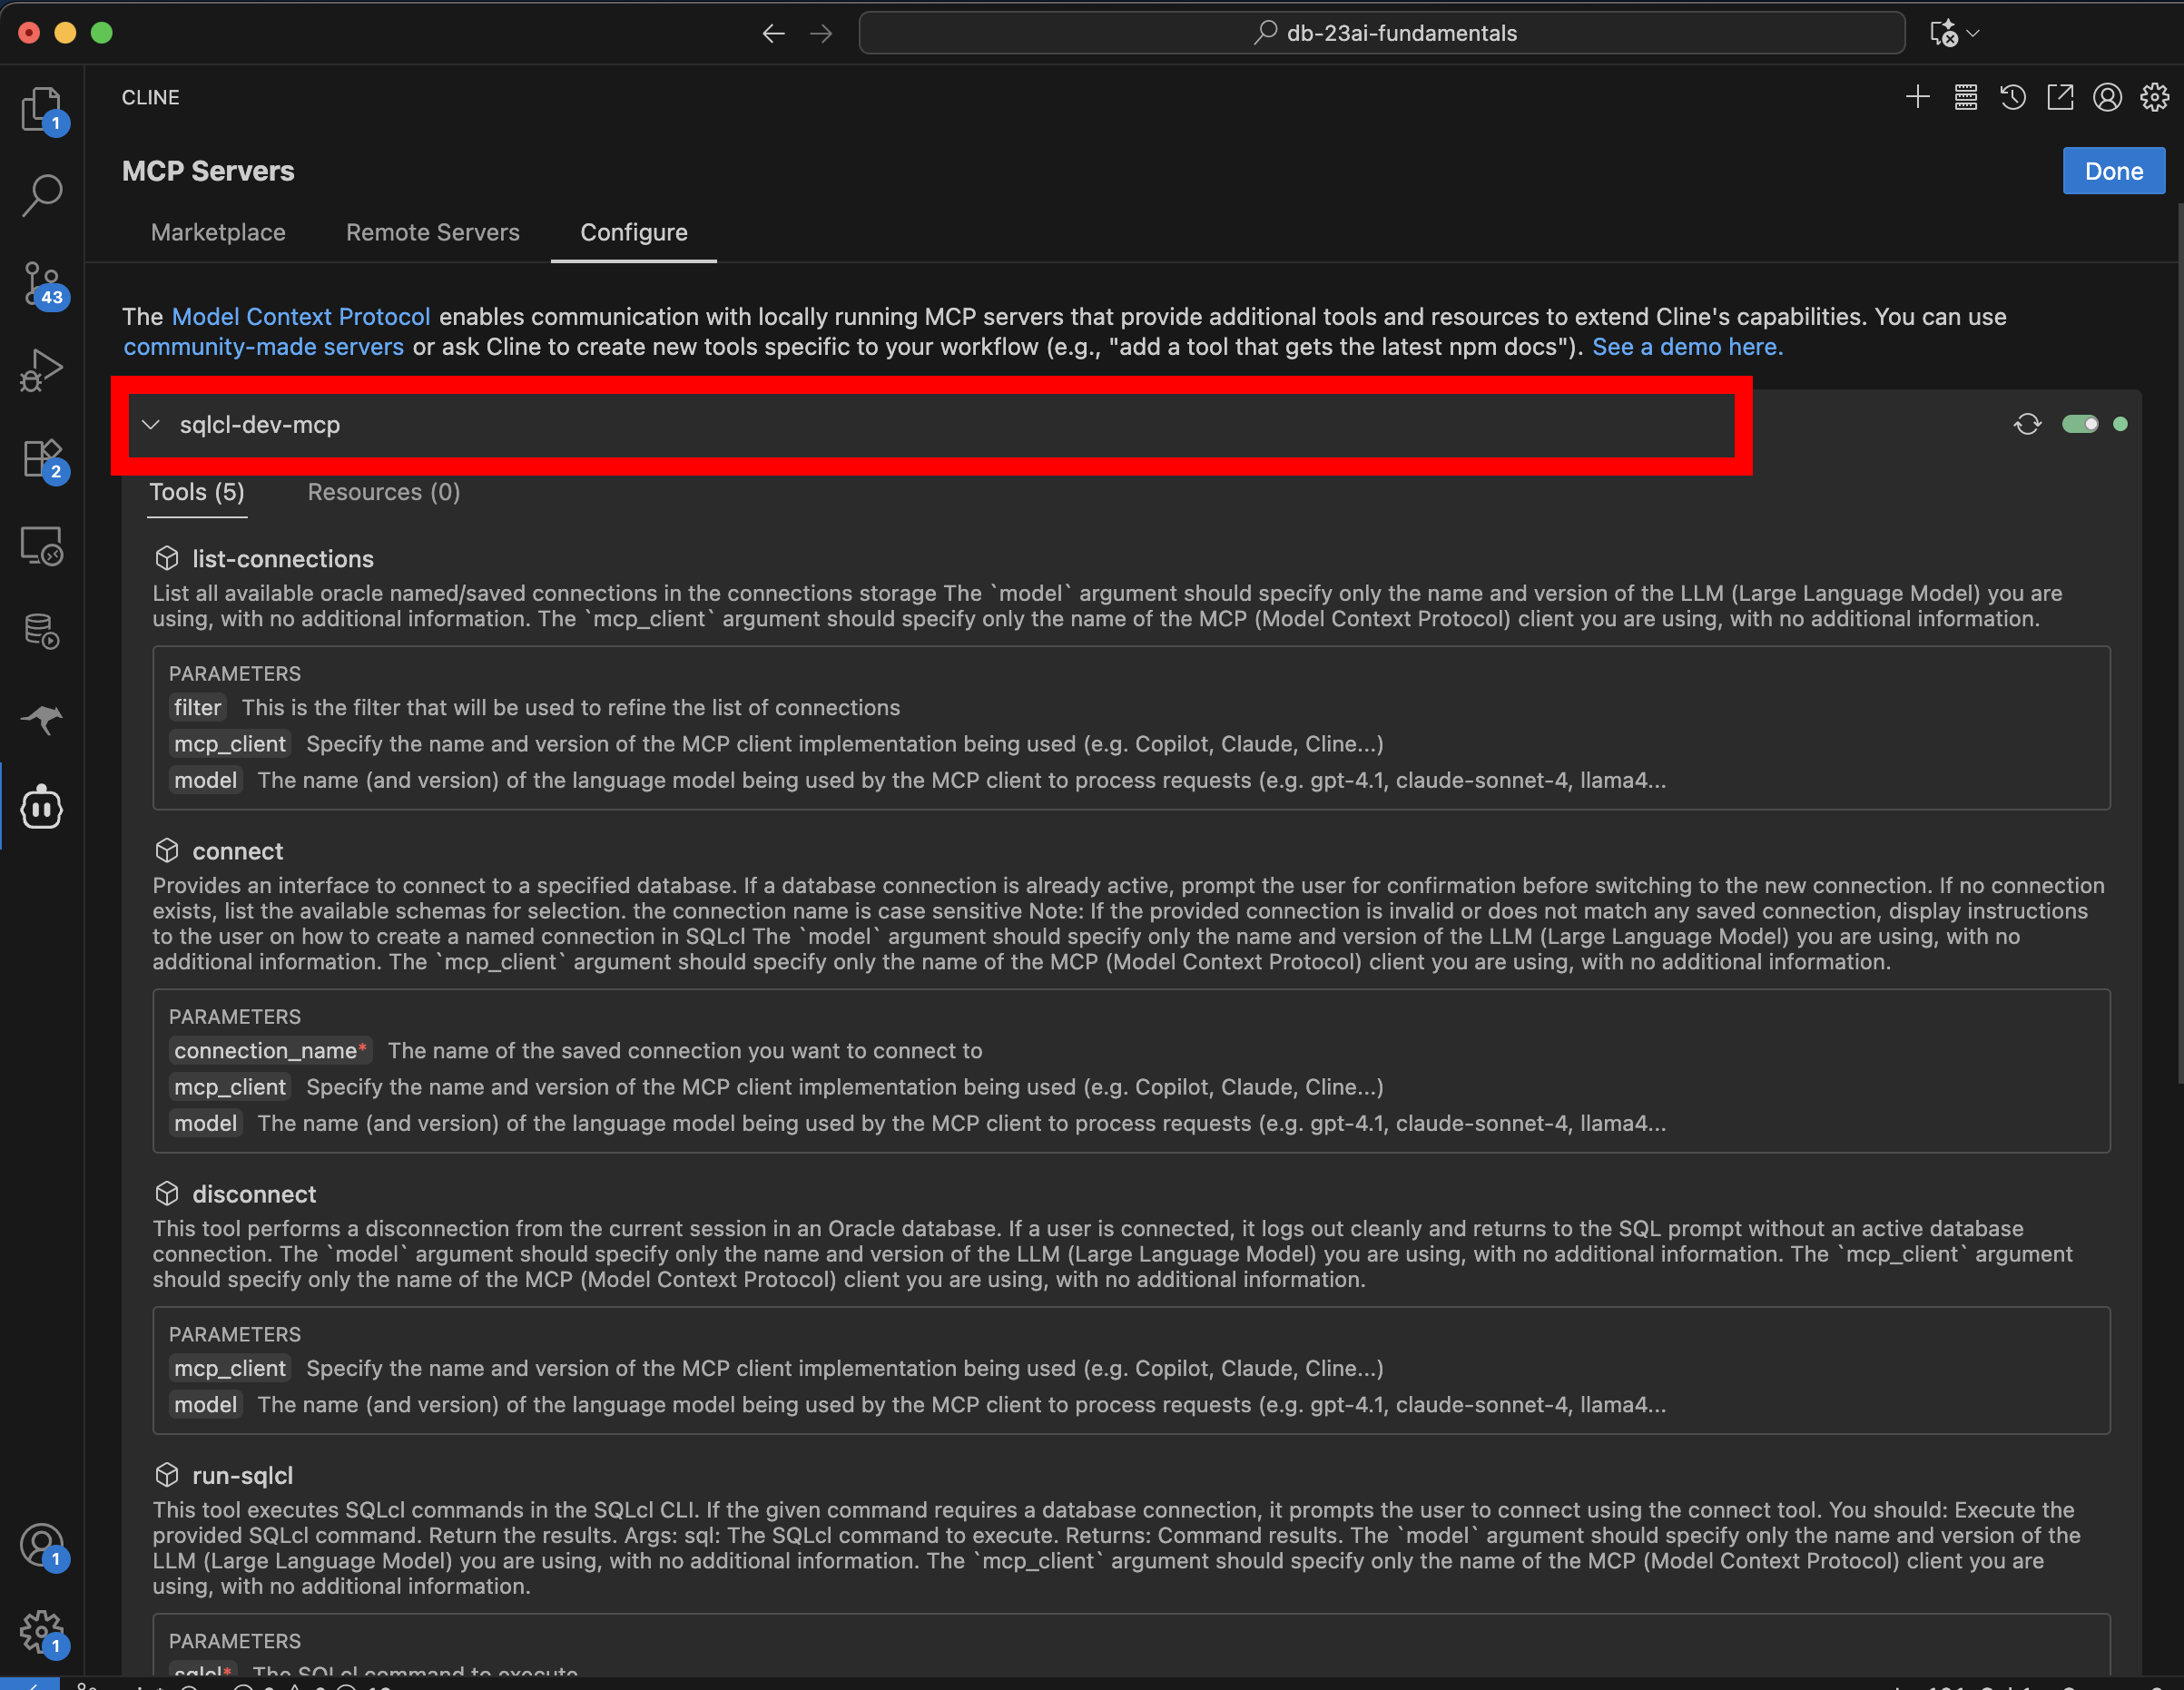 db-23ai-fundamentals
CLINE
1
MCP Servers
Done
Marketplace Remote Servers Configure
43
The Model Context Protocol enables communication with locally running MCP servers that provide additional tools and resources to extend Cline's capabilities. You can use
community-made servers or ask Cline to create new tools specific to your workflow (e.g., "add a tool that gets the latest npm docs"). See a demo here.
sqlcl-dev-mcp
2
Tools (5) Resources (0)
list-connections
List all available oracle named/saved connections in the connections storage The `model` argument should specify only the name and version of the LLM (Large Language Model) you are
using, with no additional information. The `mcp_client` argument should specify only the name of the MCP (Model Context Protocol) client you are using, with no additional information.
PARAMETERS
filter This is the filter that will be used to refine the list of connections
mcp_client Specify the name and version of the MCP client implementation being used (e.g. Copilot, Claude, Cline...)
model The name (and version) of the language model being used by the MCP client to process requests (e.g. gpt-4.1, claude-sonnet-4, llama4...
connect
Provides an interface to connect to a specified database. If a database connection is already active, prompt the user for confirmation before switching to the new connection. If no connection
exists, list the available schemas for selection. the connection name is case sensitive Note: If the provided connection is invalid or does not match any saved connection, display instructions
to the user on how to create a named connection in SQLcl The `model` argument should specify only the name and version of the LLM (Large Language Model) you are using, with no
additional information. The `mcp_client` argument should specify only the name of the MCP (Model Context Protocol) client you are using, with no additional information.
PARAMETERS
connection_name* The name of the saved connection you want to connect to
mcp_client Specify the name and version of the MCP client implementation being used (e.g. Copilot, Claude, Cline...)
model The name (and version) of the language model being used by the MCP client to process requests (e.g. gpt-4.1, claude-sonnet-4, llama4...
disconnect
This tool performs a disconnection from the current session in an Oracle database. If a user is connected, it logs out cleanly and returns to the SQL prompt without an active database
connection. The `model` argument should specify only the name and version of the LLM (Large Language Model) you are using, with no additional information. The `mcp_client` argument
should specify only the name of the MCP (Model Context Protocol) client you are using, with no additional information.
PARAMETERS
mcp_client Specify the name and version of the MCP client implementation being used (e.g. Copilot, Claude, Cline...)
model The name (and version) of the language model being used by the MCP client to process requests (e.g. gpt-4.1, claude-sonnet-4, llama4...
run-sqlcl
This tool executes SQLcl commands in the SQLcl CLI. If the given command requires a database connection, it prompts the user to connect using the connect tool. You should: Execute the
provided SQLcl command. Return the results. Args: sql: The SQLcl command to execute. Returns: Command results. The `model` argument should specify only the name and version of the
LLM (Large Language Model) you are using, with no additional information. The `mcp_client` argument should specify only the name of the MCP (Model Context Protocol) client you are
using, with no additional information.
1
PARAMETERS
1
sqlcl* The SQLcl command to execute